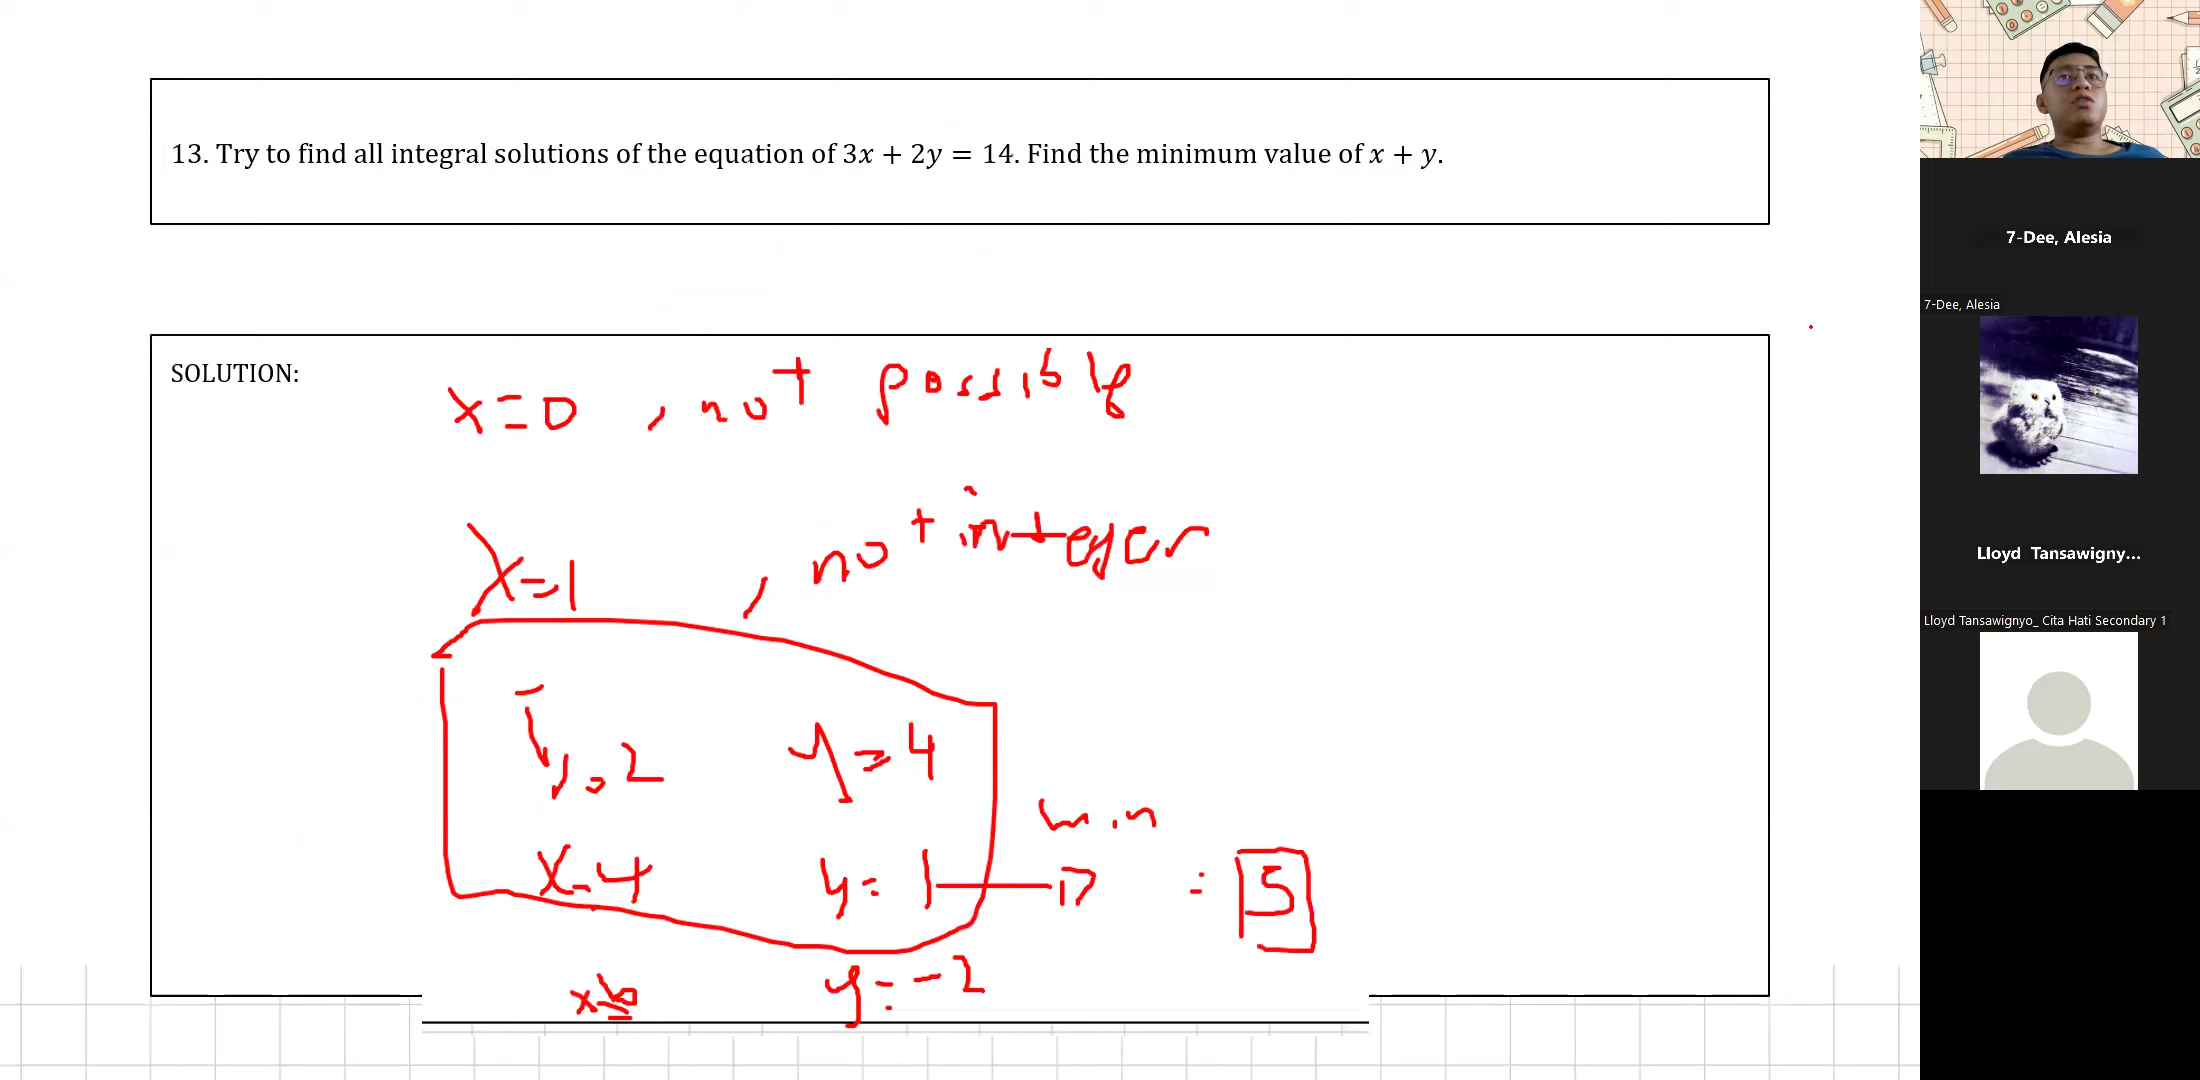 13. Try to find all integral solutions of the equation of 3x + 2y = 14. Find the minimum value of x + y.
SOLUTION:
x=0 , not possible
x=1 , not integer
x=2 y=4
min
x=4 y=1 → = 5
x=6 y=-2
7-Dee, Alesia
7-Dee, Alesia
Lloyd Tansawigny...
Lloyd Tansawignyo_ Cita Hati Secondary 1